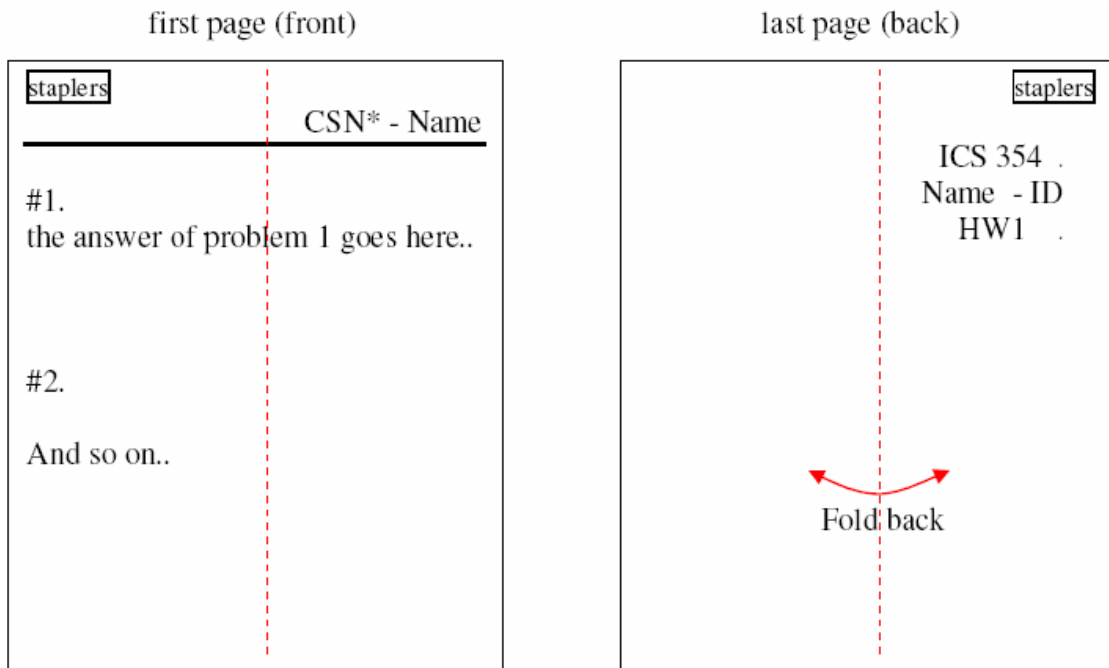 first page (front)
staplers
CSN* - Name
#1.
the answer of problem 1 goes here..
#2.
And so on..
last page (back)
staplers
ICS 354 .
Name - ID
HW1 .
Fold back